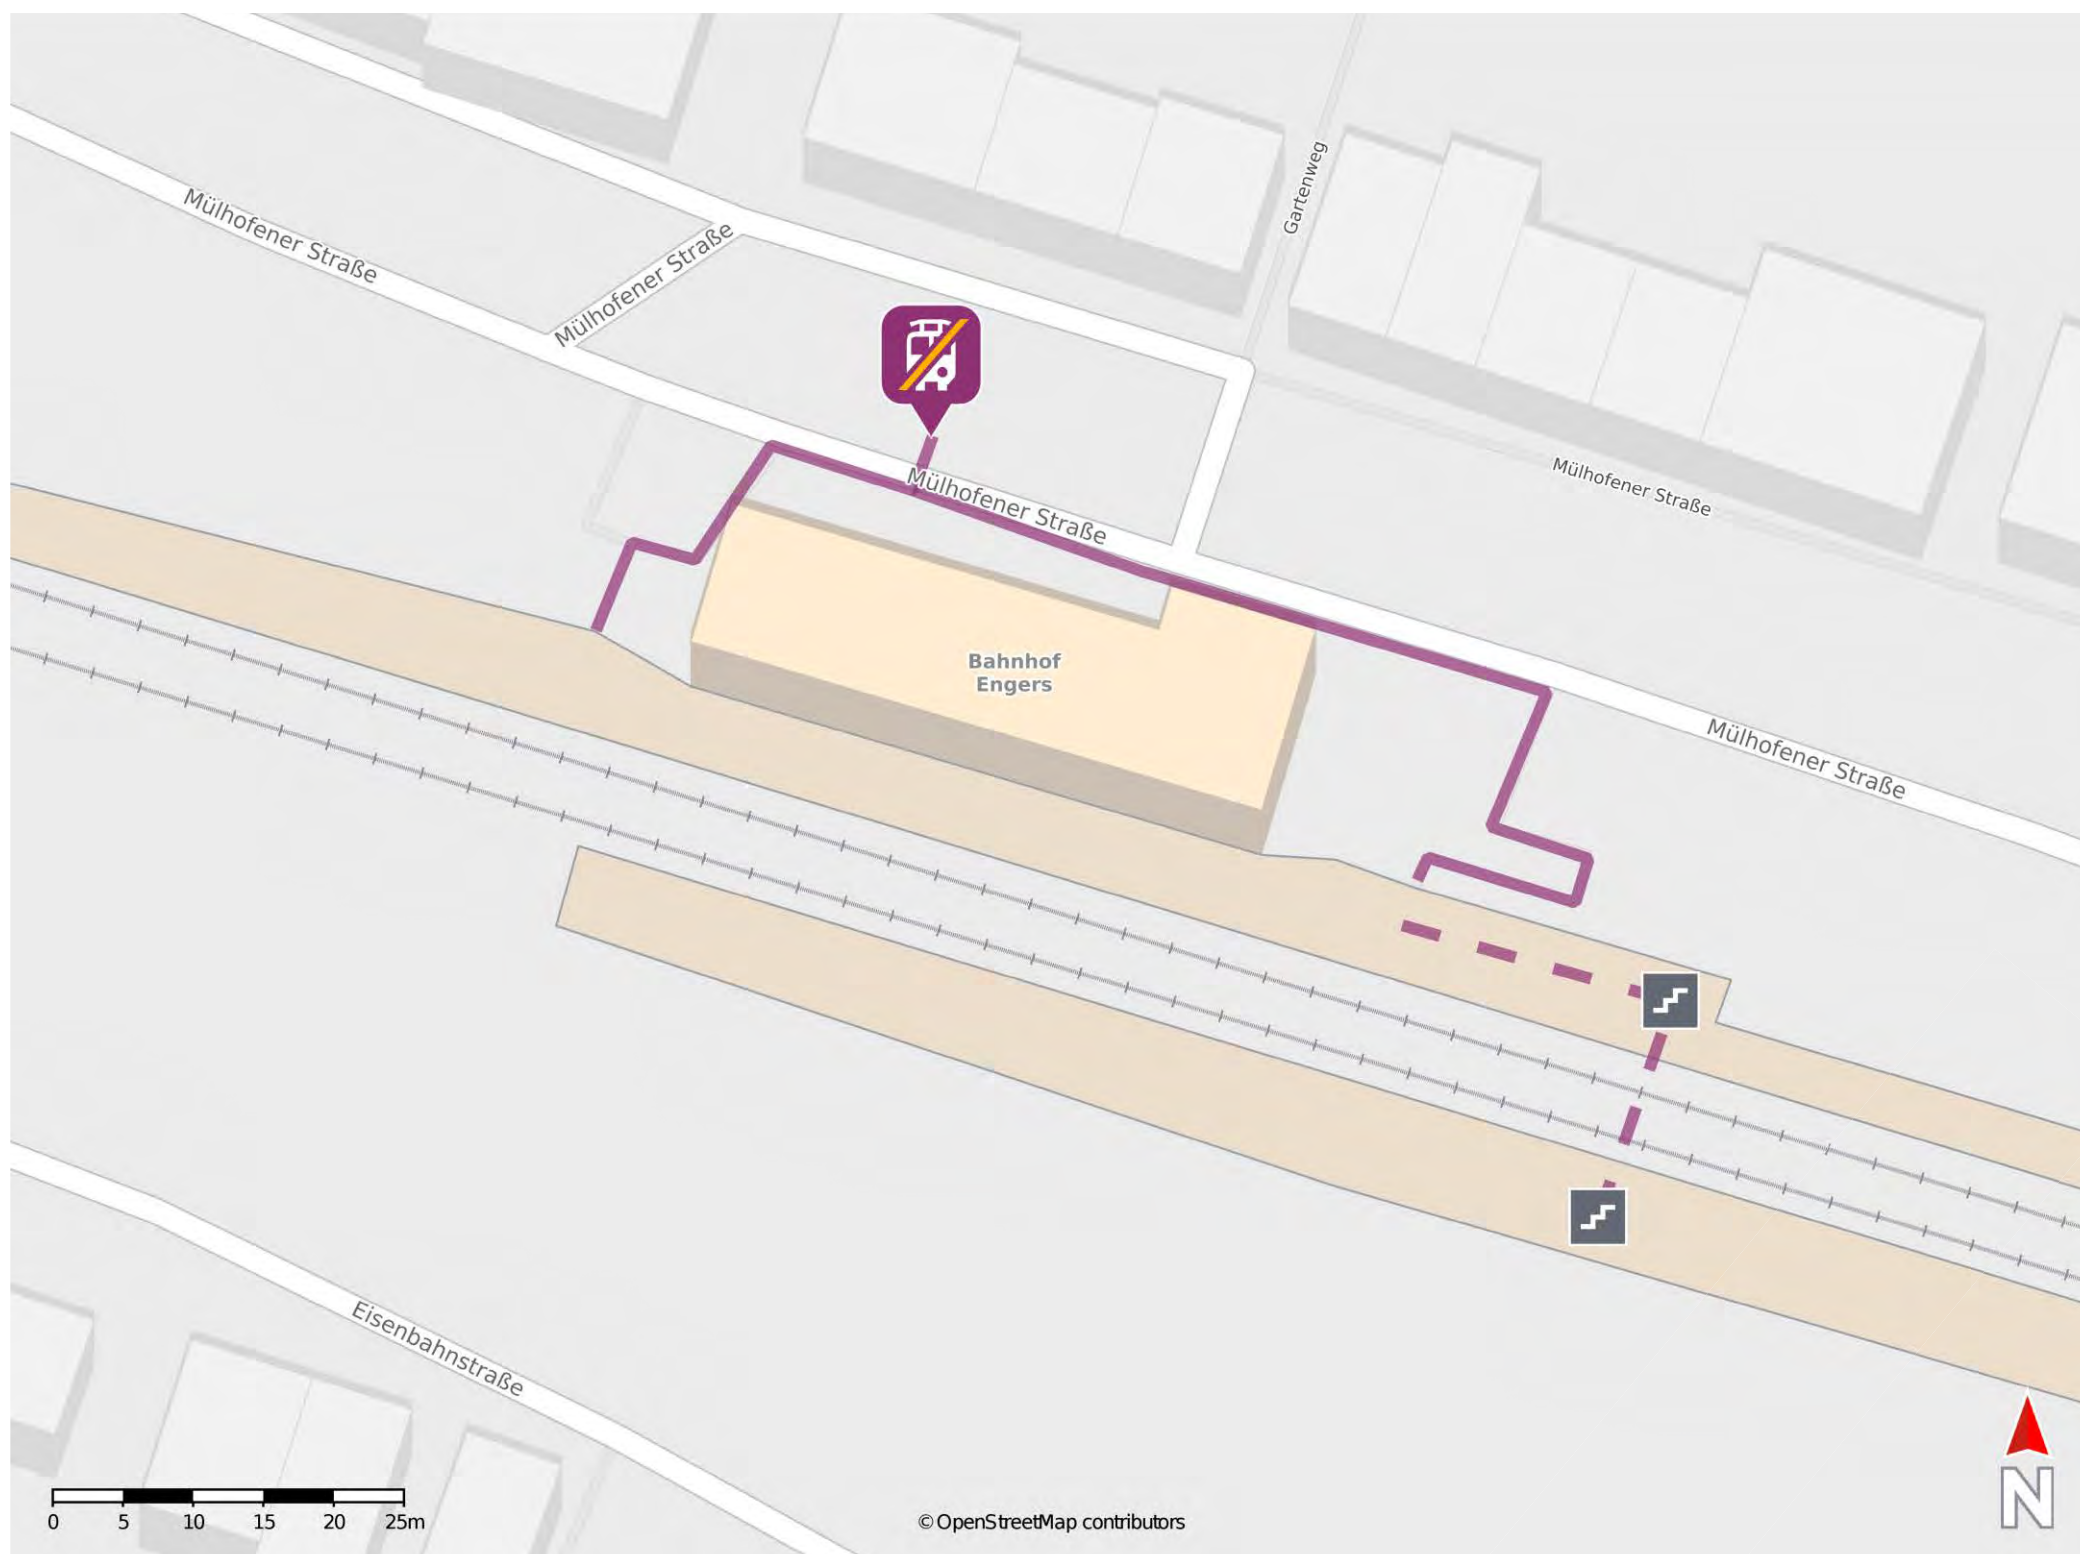 Gartenweg
Mülhofener Straße
Mülhofener Straße
Mülhofener Straße
Mülhofener Straße
Bahnhof
Engers
Mülhofener Straße
Eisenbahnstraße
N
0 5 10 15 20 25m
© OpenStreetMap contributors